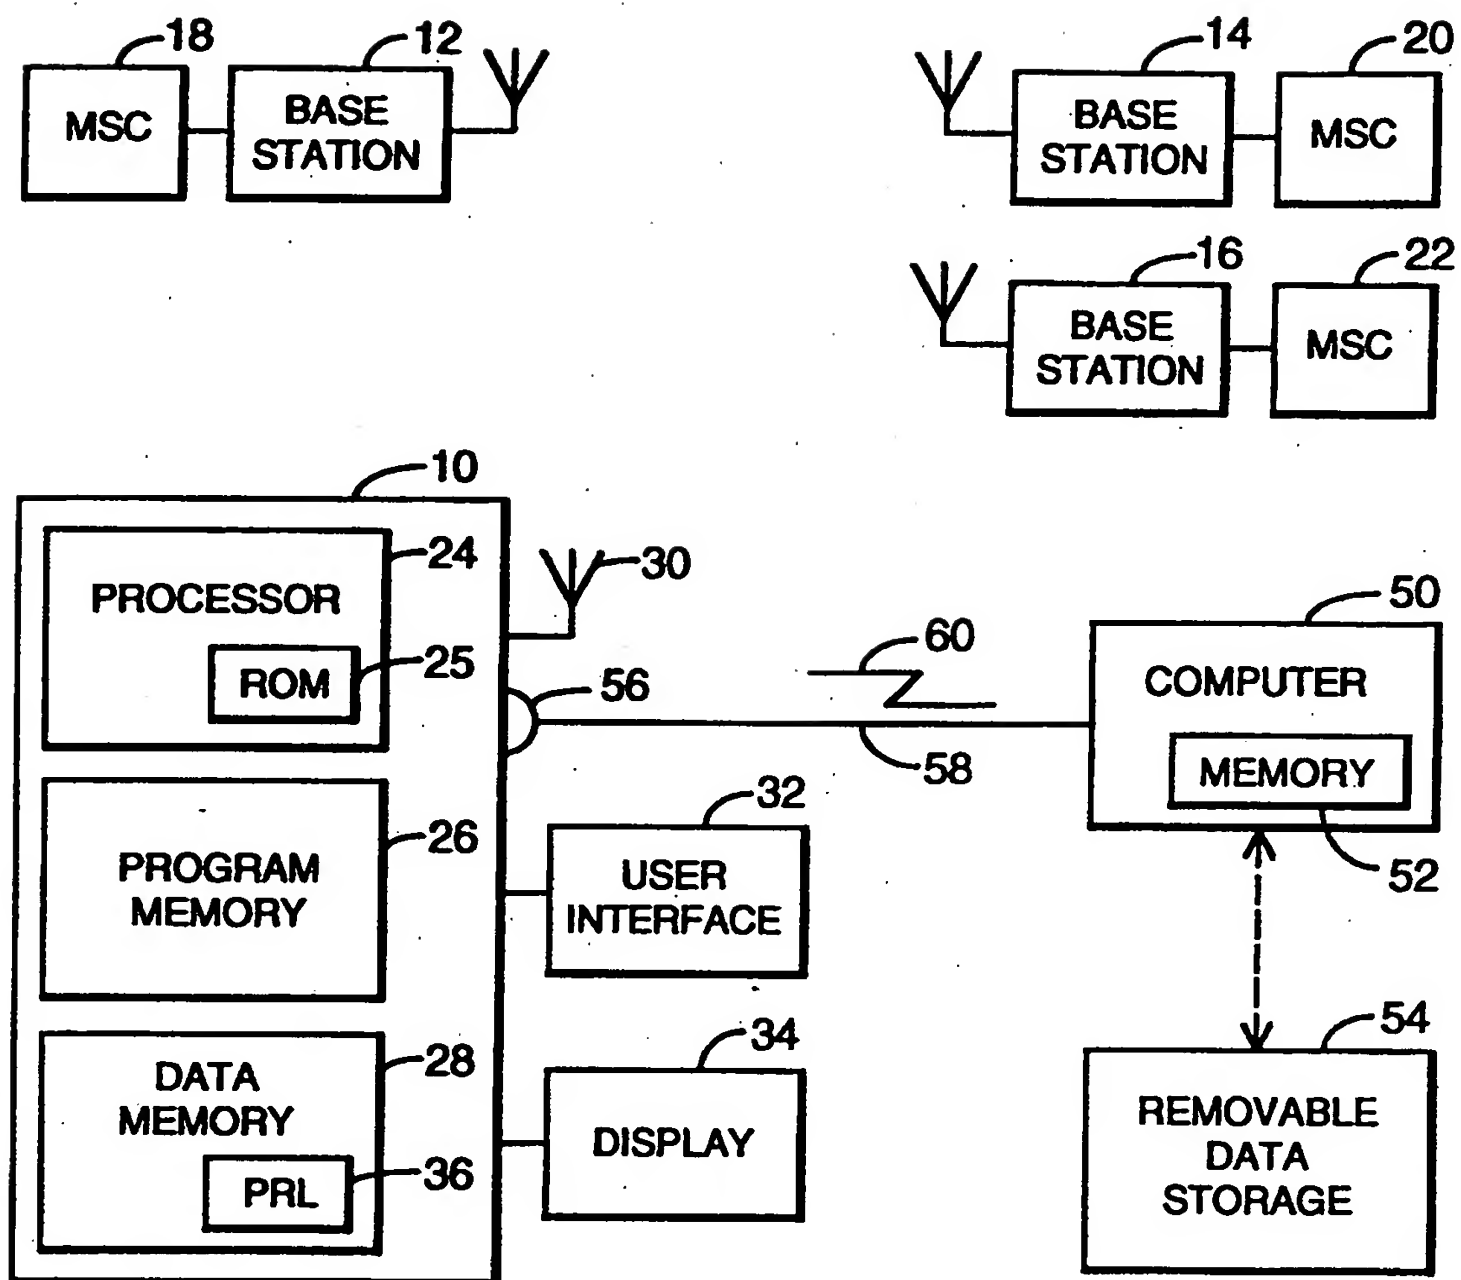 18
12
14
20
MSC
BASE
STATION
BASE
STATION
MSC
16
22
BASE
STATION
MSC
10
24
PROCESSOR
ROM
25
30
56
60
58
50
COMPUTER
MEMORY
52
26
PROGRAM
MEMORY
32
USER
INTERFACE
28
DATA
MEMORY
36
PRL
34
DISPLAY
54
REMOVABLE
DATA
STORAGE